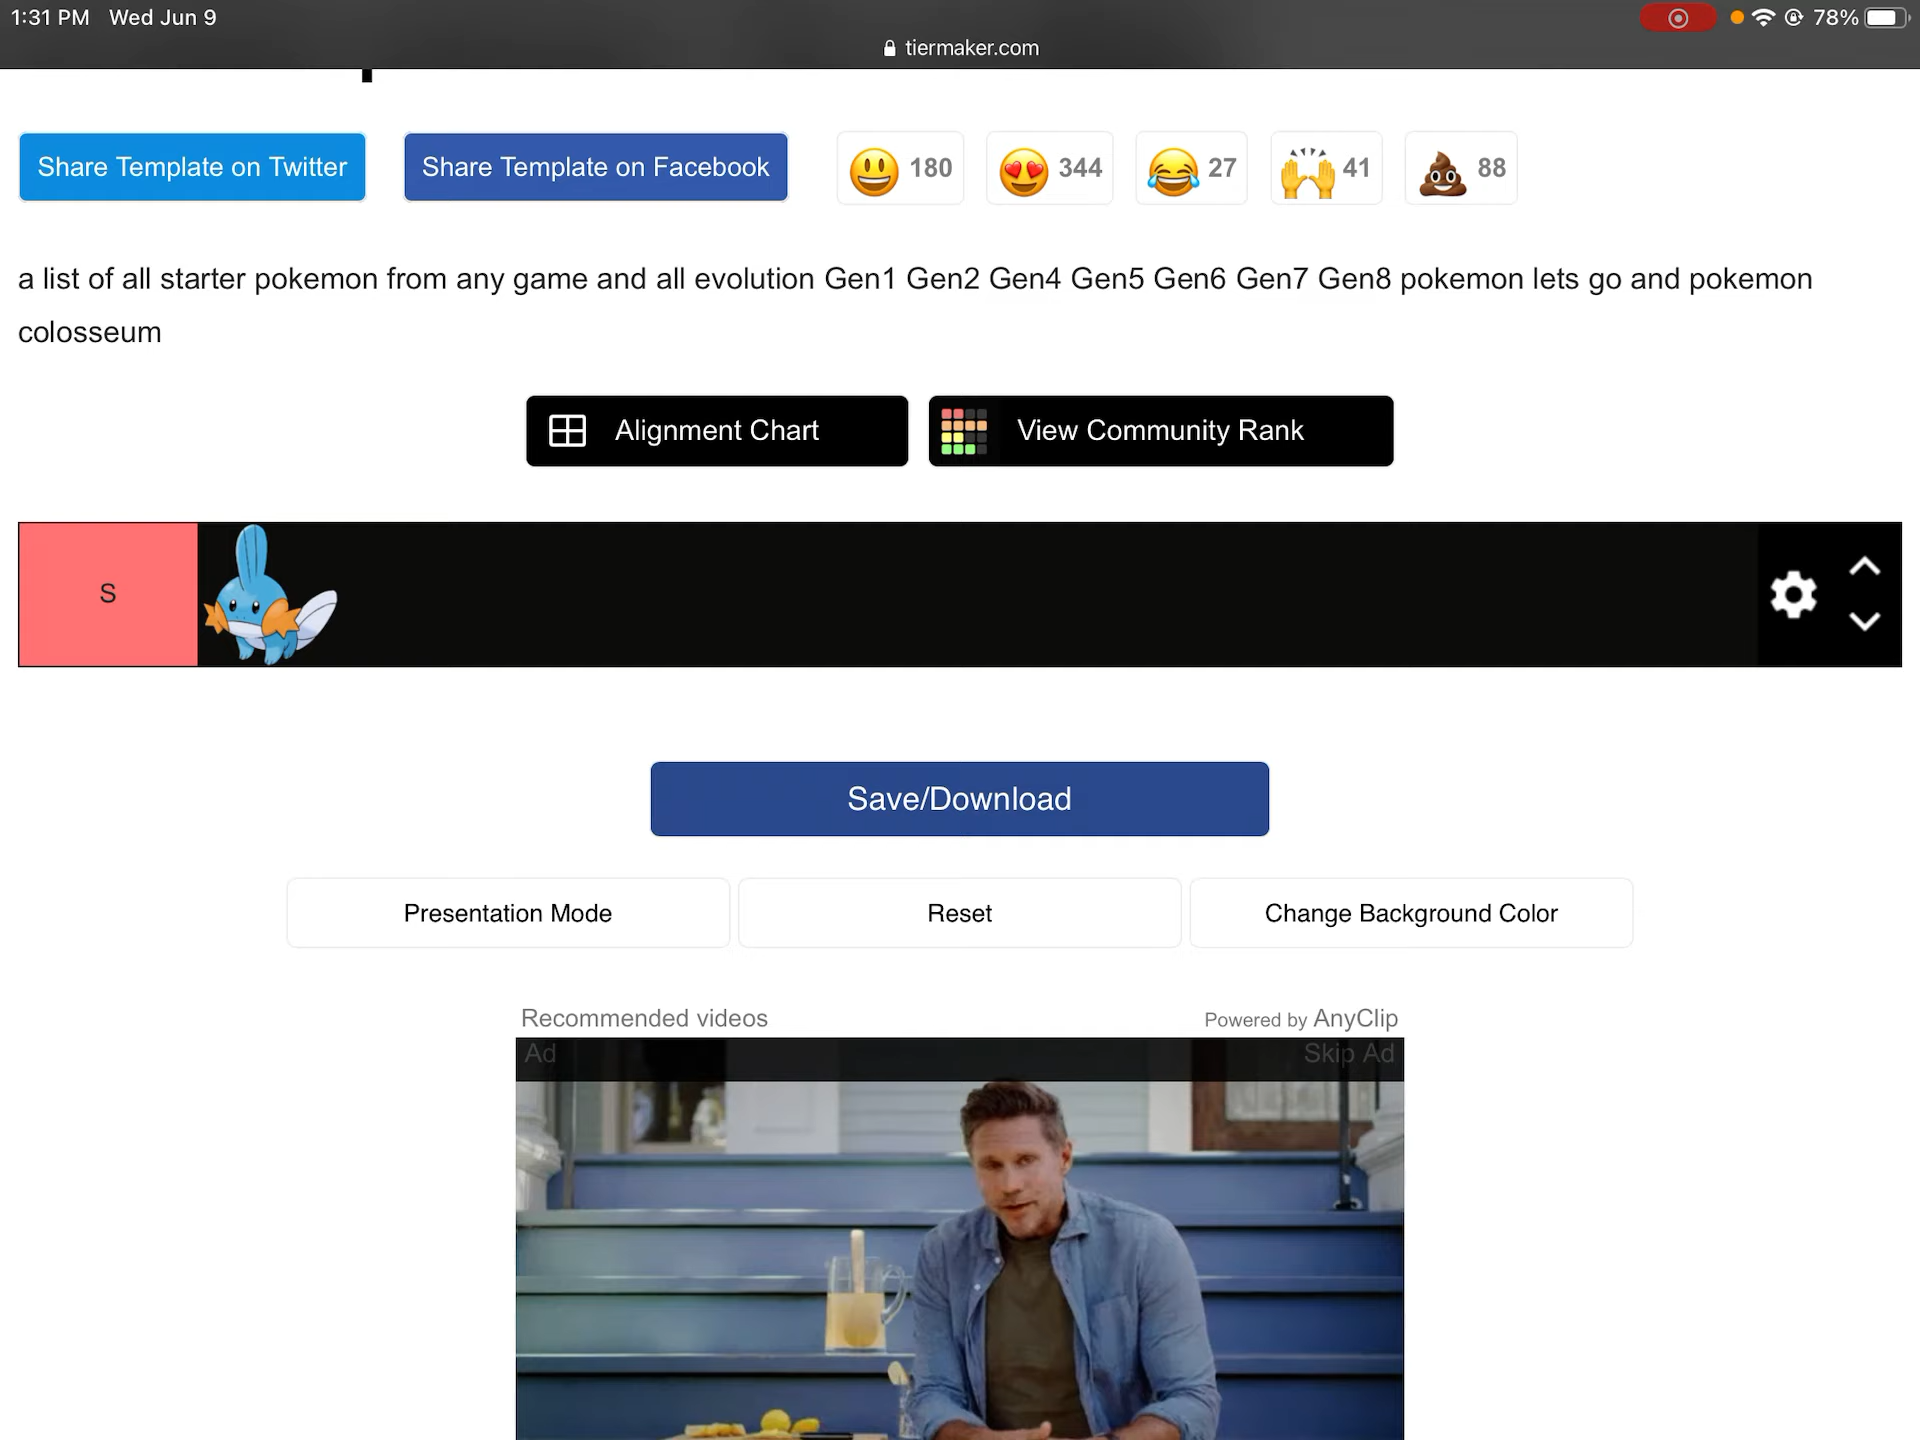 1:31 PM Wed Jun 9
78%
tiermaker.com
Share Template on Twitter
Share Template on Facebook
180
344
27
41
88
a list of all starter pokemon from any game and all evolution Gen1 Gen2 Gen4 Gen5 Gen6 Gen7 Gen8 pokemon lets go and pokemon
colosseum
Alignment Chart
View Community Rank
S
Save/Download
Presentation Mode
Reset
Change Background Color
Recommended videos
Powered by AnyClip
Ad
Skip Ad